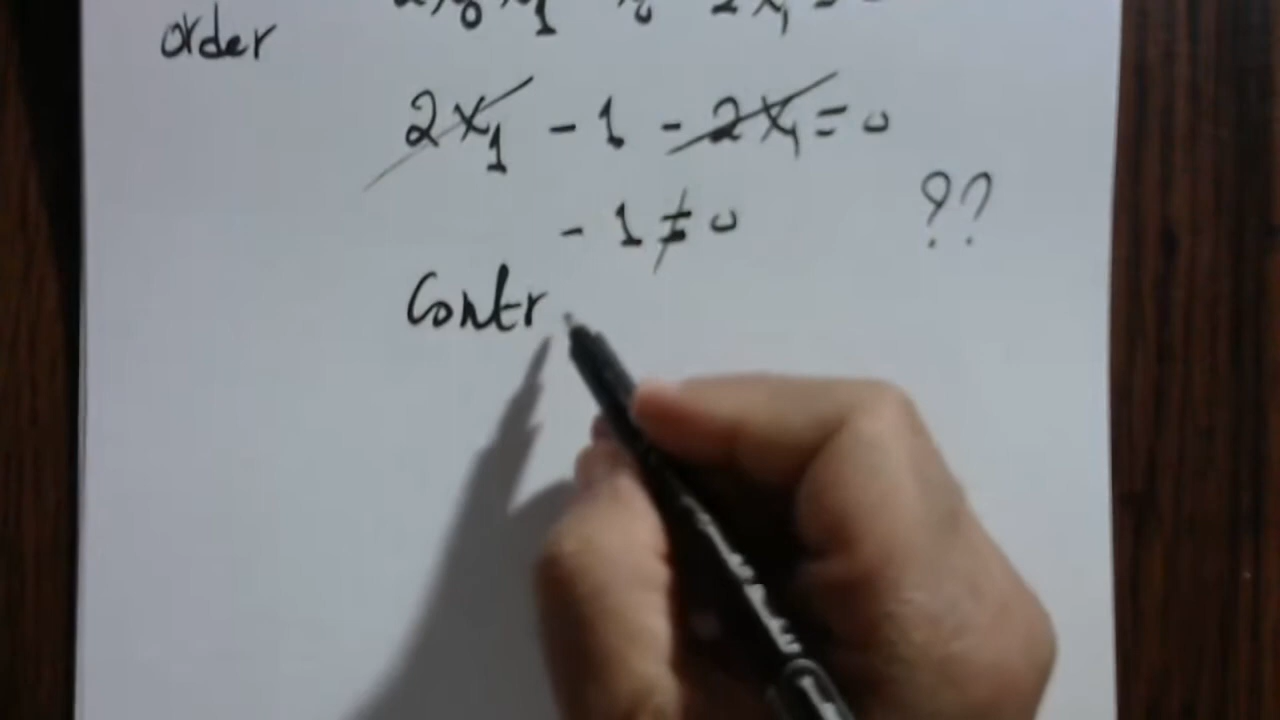 order
2x₁ - 1 - 2x₁ = 0
- 1 ≠ 0 ??
Contr